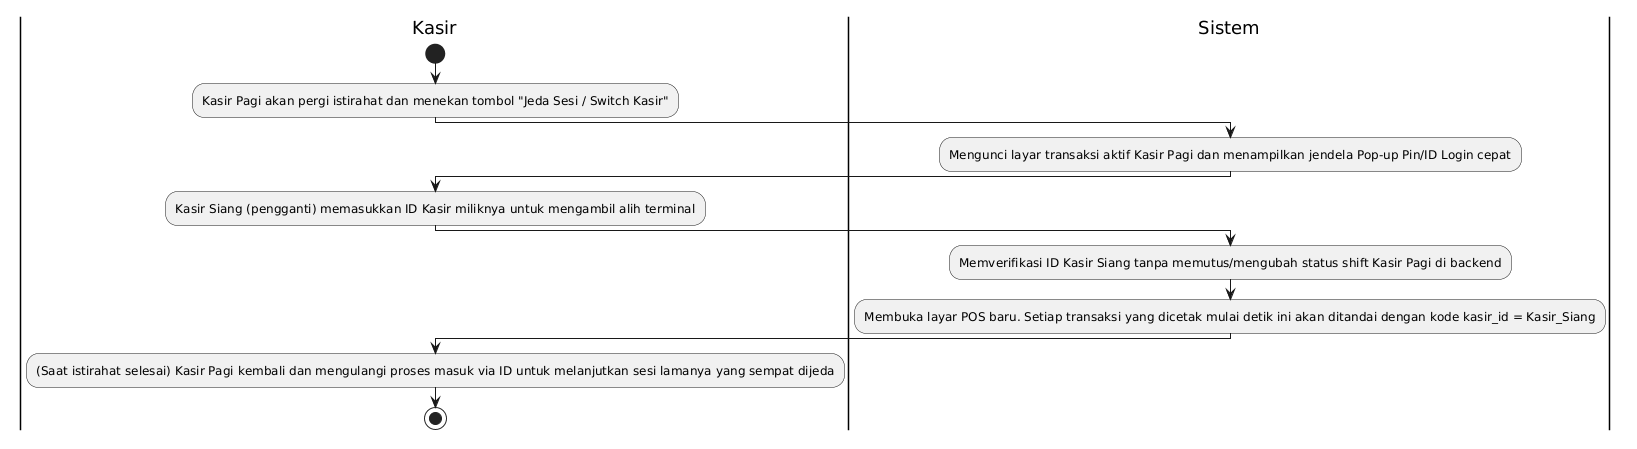 Kasir
Sistem
Kasir Pagi akan pergi istirahat dan menekan tombol "Jeda Sesi / Switch Kasir"
Mengunci layar transaksi aktif Kasir Pagi dan menampilkan jendela Pop-up Pin/ID Login cepat
Kasir Siang (pengganti) memasukkan ID Kasir miliknya untuk mengambil alih terminal
Memverifikasi ID Kasir Siang tanpa memutus/mengubah status shift Kasir Pagi di backend
Membuka layar POS baru. Setiap transaksi yang dicetak mulai detik ini akan ditandai dengan kode kasir_id = Kasir_Siang
(Saat istirahat selesai) Kasir Pagi kembali dan mengulangi proses masuk via ID untuk melanjutkan sesi lamanya yang sempat dijeda